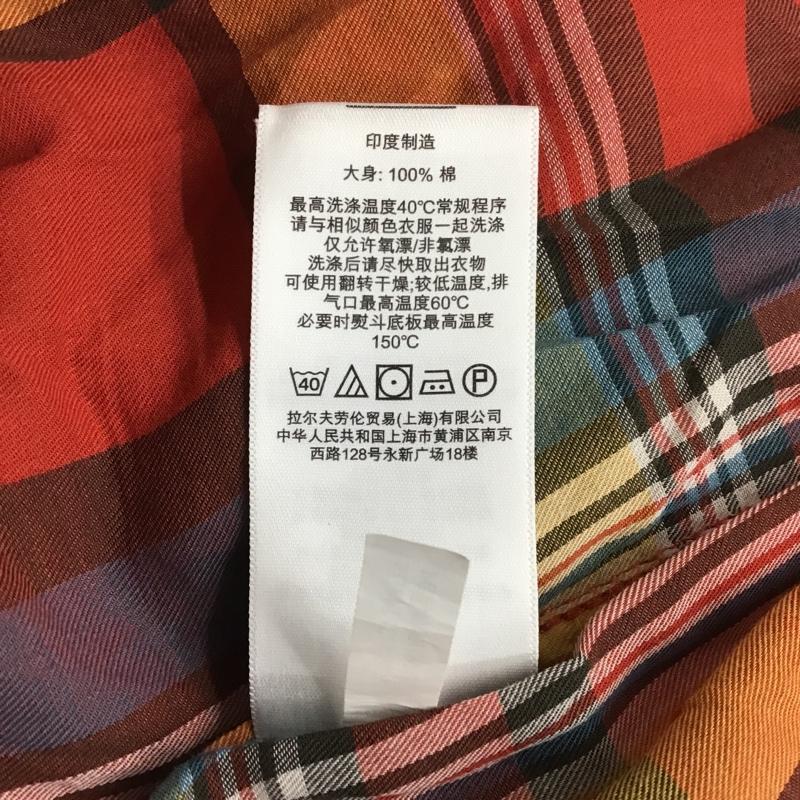 印度制造
大身: 100% 棉
最高洗涤温度40℃常规程序
请与相似颜色衣服一起洗涤
仅允许氧漂/非氯漂
洗涤后请尽快取出衣物
可使用翻转干燥;较低温度,排
气口最高温度60℃
必要时熨斗底板最高温度
150℃
40 P
拉尔夫劳伦贸易(上海)有限公司
中华人民共和国上海市黄浦区南京
西路128号永新广场18楼